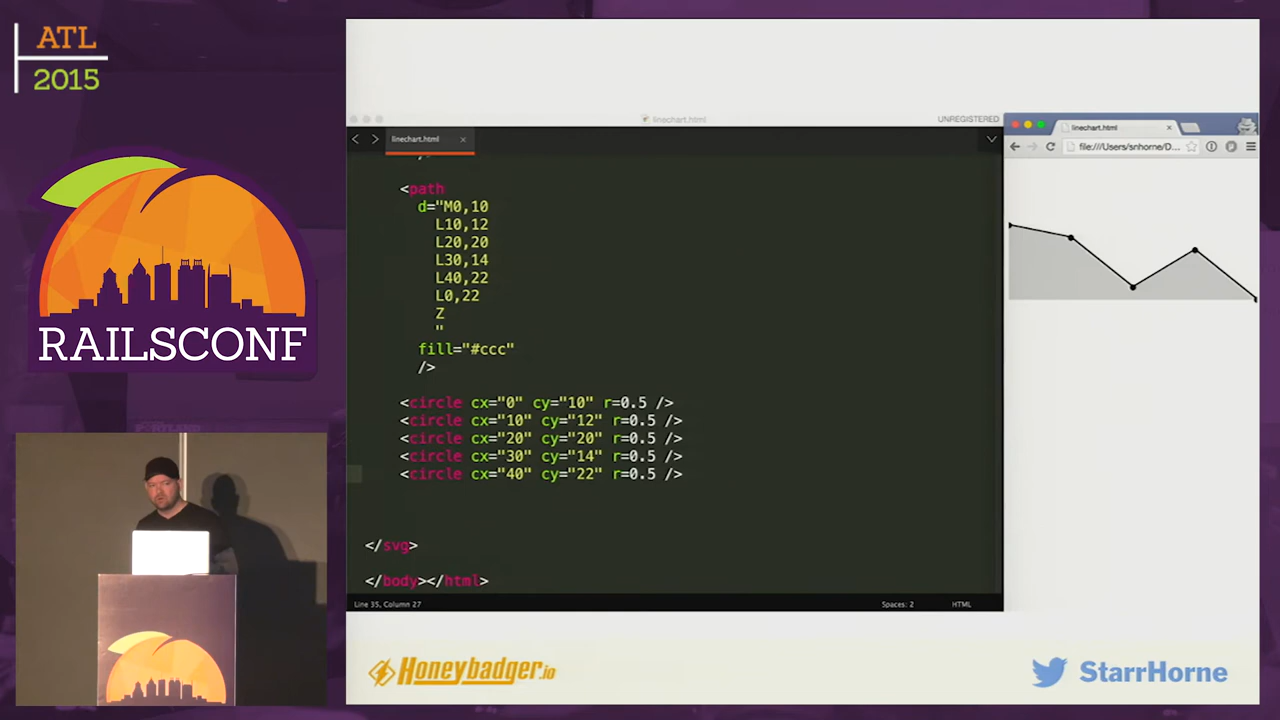 ATL
2015
RAILSCONF
linechart.html
UNREGISTERED
linechart.html
<path
d="M0,10
L10,12
L20,20
L30,14
L40,22
L0,22
Z
"
fill="#ccc"
/>
<circle cx="0" cy="10" r=0.5 />
<circle cx="10" cy="12" r=0.5 />
<circle cx="20" cy="20" r=0.5 />
<circle cx="30" cy="14" r=0.5 />
<circle cx="40" cy="22" r=0.5 />
</svg>
</body></html>
Line 35, Column 27
Spaces: 2
HTML
linechart.html
file:///Users/snhorne/D...
Honeybadger.io
StarrHorne